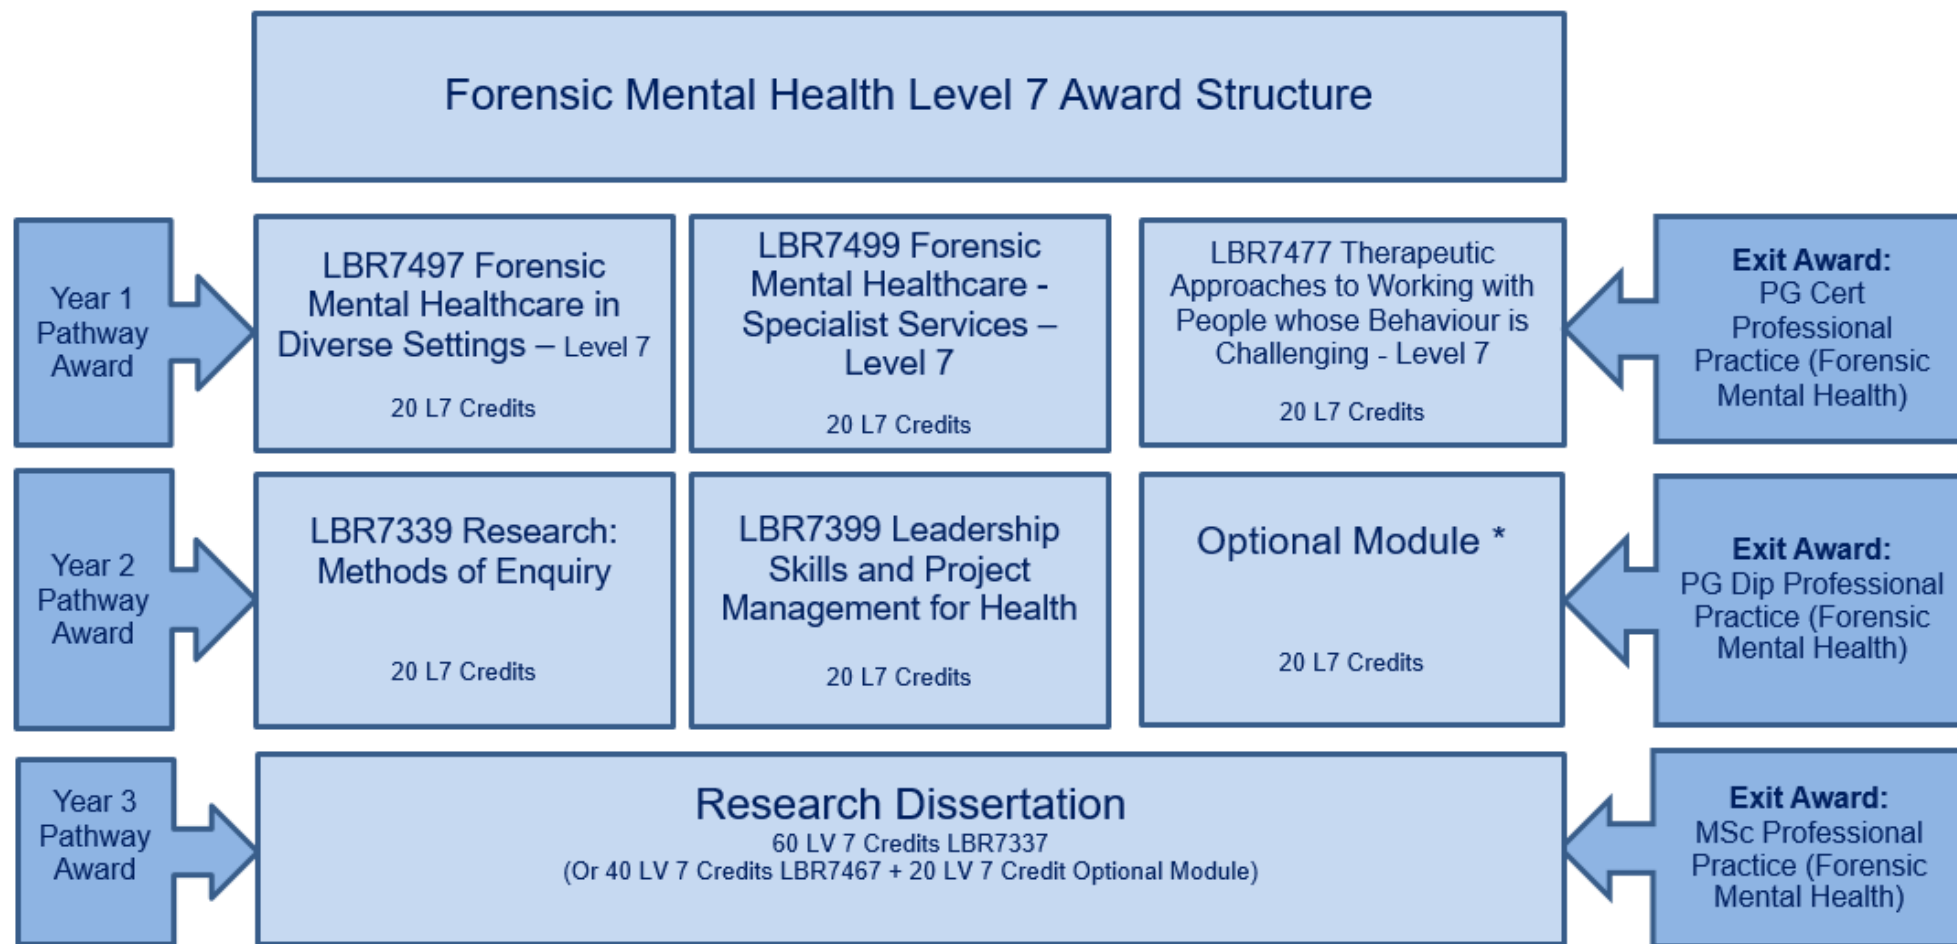 Forensic Mental Health Level 7 Award Structure
Year 1
Pathway
Award
LBR7497 Forensic
Mental Healthcare in
Diverse Settings – Level 7
20 L7 Credits
LBR7499 Forensic
Mental Healthcare -
Specialist Services –
Level 7
20 L7 Credits
LBR7477 Therapeutic
Approaches to Working with
People whose Behaviour is
Challenging - Level 7
20 L7 Credits
Exit Award:
PG Cert
Professional
Practice (Forensic
Mental Health)
Year 2
Pathway
Award
LBR7339 Research:
Methods of Enquiry
20 L7 Credits
LBR7399 Leadership
Skills and Project
Management for Health
20 L7 Credits
Optional Module *
20 L7 Credits
Exit Award:
PG Dip Professional
Practice (Forensic
Mental Health)
Year 3
Pathway
Award
Research Dissertation
60 LV 7 Credits LBR7337
(Or 40 LV 7 Credits LBR7467 + 20 LV 7 Credit Optional Module)
Exit Award:
MSc Professional
Practice (Forensic
Mental Health)